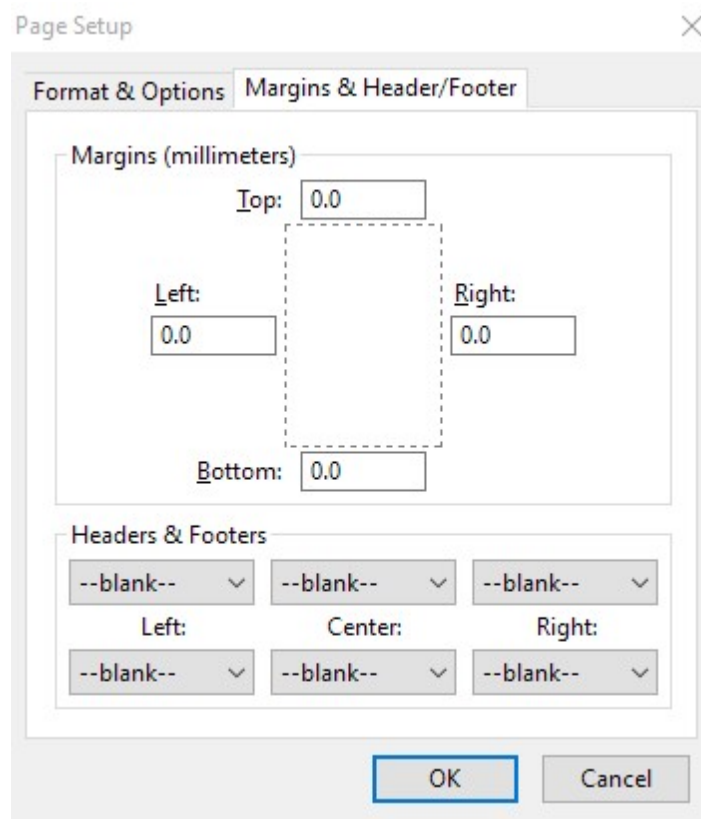 Page Setup
Format & Options Margins & Header/Footer
Margins (millimeters)
Top: 0.0
Left: Right:
0.0 0.0
Bottom: 0.0
Headers & Footers
--blank-- --blank-- --blank--
Left: Center: Right:
--blank-- --blank-- --blank--
OK Cancel